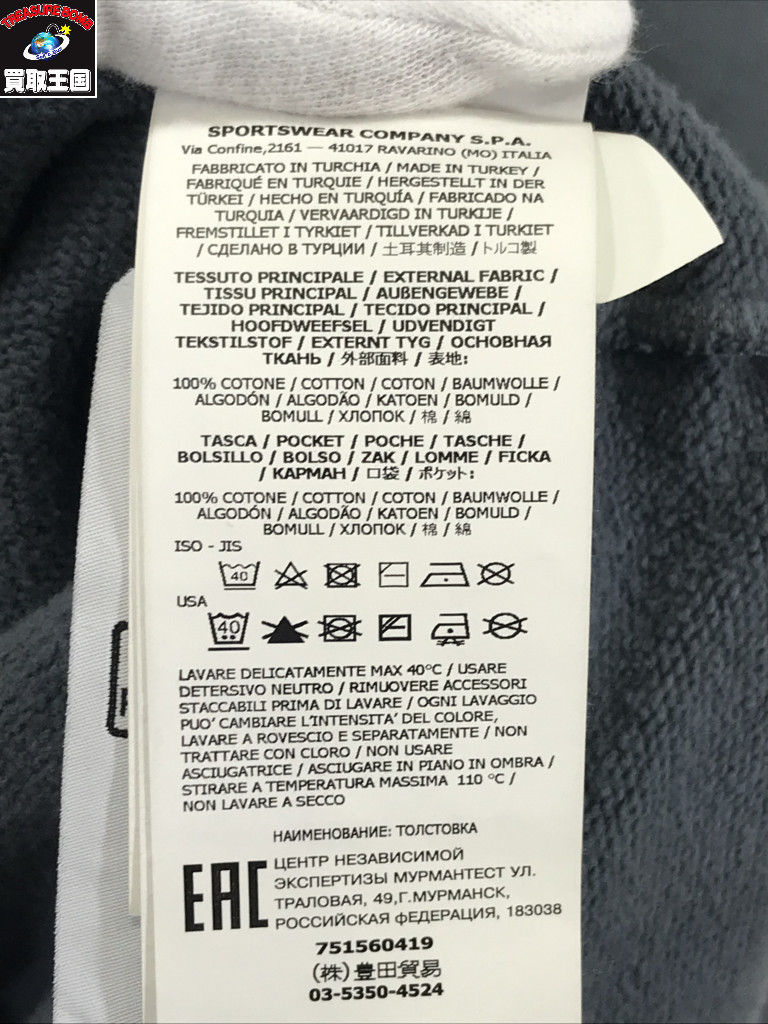 TREASURE BOMB
買取王国
SPORTSWEAR COMPANY S.P.A.
Via Confine,2161 — 41017 RAVARINO (MO) ITALIA
FABBRICATO IN TURCHIA / MADE IN TURKEY /
FABRIQUÉ EN TURQUIE / HERGESTELLT IN DER
TÜRKEI / HECHO EN TURQUÍA / FABRICADO NA
TURQUIA / VERVAARDIGD IN TURKIJE /
FREMSTILLET I TYRKIET / TILLVERKAD I TURKIET
/ СДЕЛАНО В ТУРЦИИ / 土耳其制造 / トルコ製
TESSUTO PRINCIPALE / EXTERNAL FABRIC /
TISSU PRINCIPAL / AUßENGEWEBE /
TEJIDO PRINCIPAL / TECIDO PRINCIPAL /
HOOFDWEEFSEL / UDVENDIGT
TEKSTILSTOF / EXTERNT TYG / ОСНОВНАЯ
ТКАНЬ / 外部面料 / 表地:
100% COTONE / COTTON / COTON / BAUMWOLLE /
ALGODÓN / ALGODÃO / KATOEN / BOMULD /
BOMULL / ХЛОПОК / 棉 / 綿
TASCA / POCKET / POCHE / TASCHE /
BOLSILLO / BOLSO / ZAK / LOMME / FICKA
/ КАРМАН / 口袋 / ポケット:
100% COTONE / COTTON / COTON / BAUMWOLLE /
ALGODÓN / ALGODÃO / KATOEN / BOMULD /
BOMULL / ХЛОПОК / 棉 / 綿
ISO - JIS
40
USA
40
LAVARE DELICATAMENTE MAX 40°C / USARE
DETERSIVO NEUTRO / RIMUOVERE ACCESSORI
STACCABILI PRIMA DI LAVARE / OGNI LAVAGGIO
PUO' CAMBIARE L'INTENSITA' DEL COLORE,
LAVARE A ROVESCIO E SEPARATAMENTE / NON
TRATTARE CON CLORO / NON USARE
ASCIUGATRICE / ASCIUGARE IN PIANO IN OMBRA /
STIRARE A TEMPERATURA MASSIMA 110 °C /
NON LAVARE A SECCO
НАИМЕНОВАНИЕ: ТОЛСТОВКА
EAC
ЦЕНТР НЕЗАВИСИМОЙ
ЭКСПЕРТИЗЫ МУРМАНТЕСТ УЛ.
ТРАЛОВАЯ, 49,Г.МУРМАНСК,
РОССИЙСКАЯ ФЕДЕРАЦИЯ, 183038
751560419
(株)豊田貿易
03-5350-4524